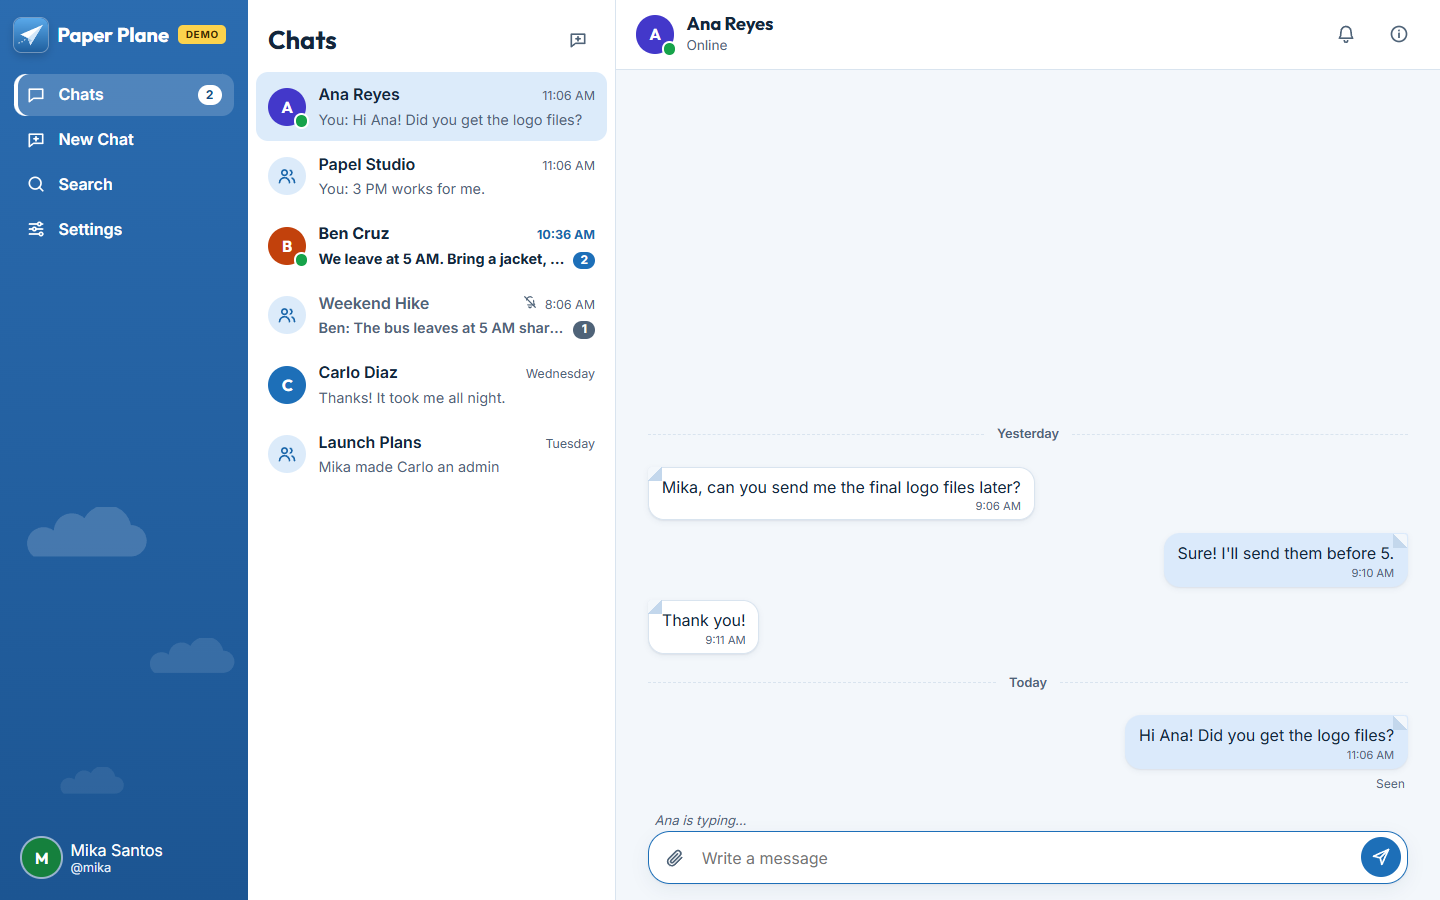 Paper Plane DEMO
Chats 2
New Chat
Search
Settings
M
Mika Santos
@mika
Chats
A
Ana Reyes 11:06 AM
You: Hi Ana! Did you get the logo files?
Papel Studio 11:06 AM
You: 3 PM works for me.
B
Ben Cruz 10:36 AM
We leave at 5 AM. Bring a jacket, ... 2
Weekend Hike 8:06 AM
Ben: The bus leaves at 5 AM shar... 1
C
Carlo Diaz Wednesday
Thanks! It took me all night.
Launch Plans Tuesday
Mika made Carlo an admin
A
Ana Reyes
Online
Yesterday
Mika, can you send me the final logo files later?
9:06 AM
Sure! I'll send them before 5.
9:10 AM
Thank you!
9:11 AM
Today
Hi Ana! Did you get the logo files?
11:06 AM
Seen
Ana is typing...
Write a message